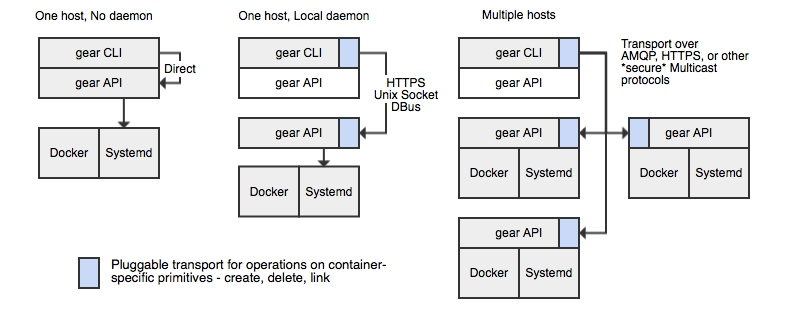 One host, No daemon
gear CLI
gear API
Direct
Docker
Systemd
One host, Local daemon
gear CLI
gear API
HTTPS
Unix Socket
DBus
gear API
Docker
Systemd
Multiple hosts
gear CLI
gear API
Transport over
AMQP, HTTPS, or other
*secure* Multicast
protocols
gear API
Docker
Systemd
gear API
Docker
Systemd
gear API
Docker
Systemd
Pluggable transport for operations on container-
specific primitives - create, delete, link